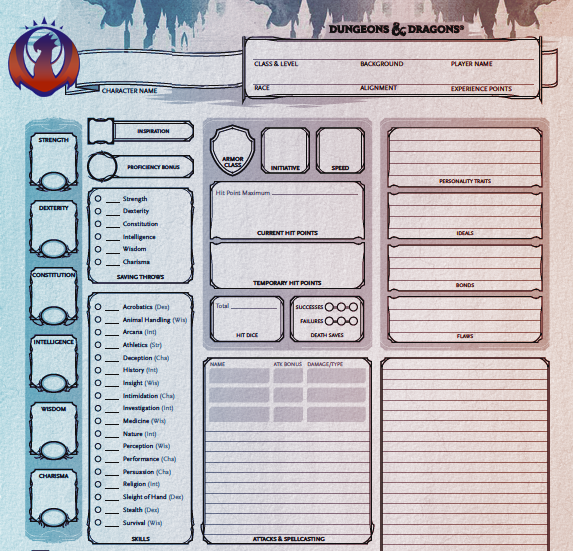 DUNGEONS & DRAGONS®
CLASS & LEVEL BACKGROUND PLAYER NAME
CHARACTER NAME
RACE ALIGNMENT EXPERIENCE POINTS
STRENGTH
DEXTERITY
CONSTITUTION
INTELLIGENCE
WISDOM
CHARISMA
INSPIRATION
PROFICIENCY BONUS
Strength
Dexterity
Constitution
Intelligence
Wisdom
Charisma
SAVING THROWS
Acrobatics (Dex)
Animal Handling (Wis)
Arcana (Int)
Athletics (Str)
Deception (Cha)
History (Int)
Insight (Wis)
Intimidation (Cha)
Investigation (Int)
Medicine (Wis)
Nature (Int)
Perception (Wis)
Performance (Cha)
Persuasion (Cha)
Religion (Int)
Sleight of Hand (Dex)
Stealth (Dex)
Survival (Wis)
SKILLS
ARMOR
CLASS
INITIATIVE
SPEED
Hit Point Maximum
CURRENT HIT POINTS
TEMPORARY HIT POINTS
Total
HIT DICE
SUCCESSES
FAILURES
DEATH SAVES
NAME ATK BONUS DAMAGE/TYPE
ATTACKS & SPELLCASTING
PERSONALITY TRAITS
IDEALS
BONDS
FLAWS